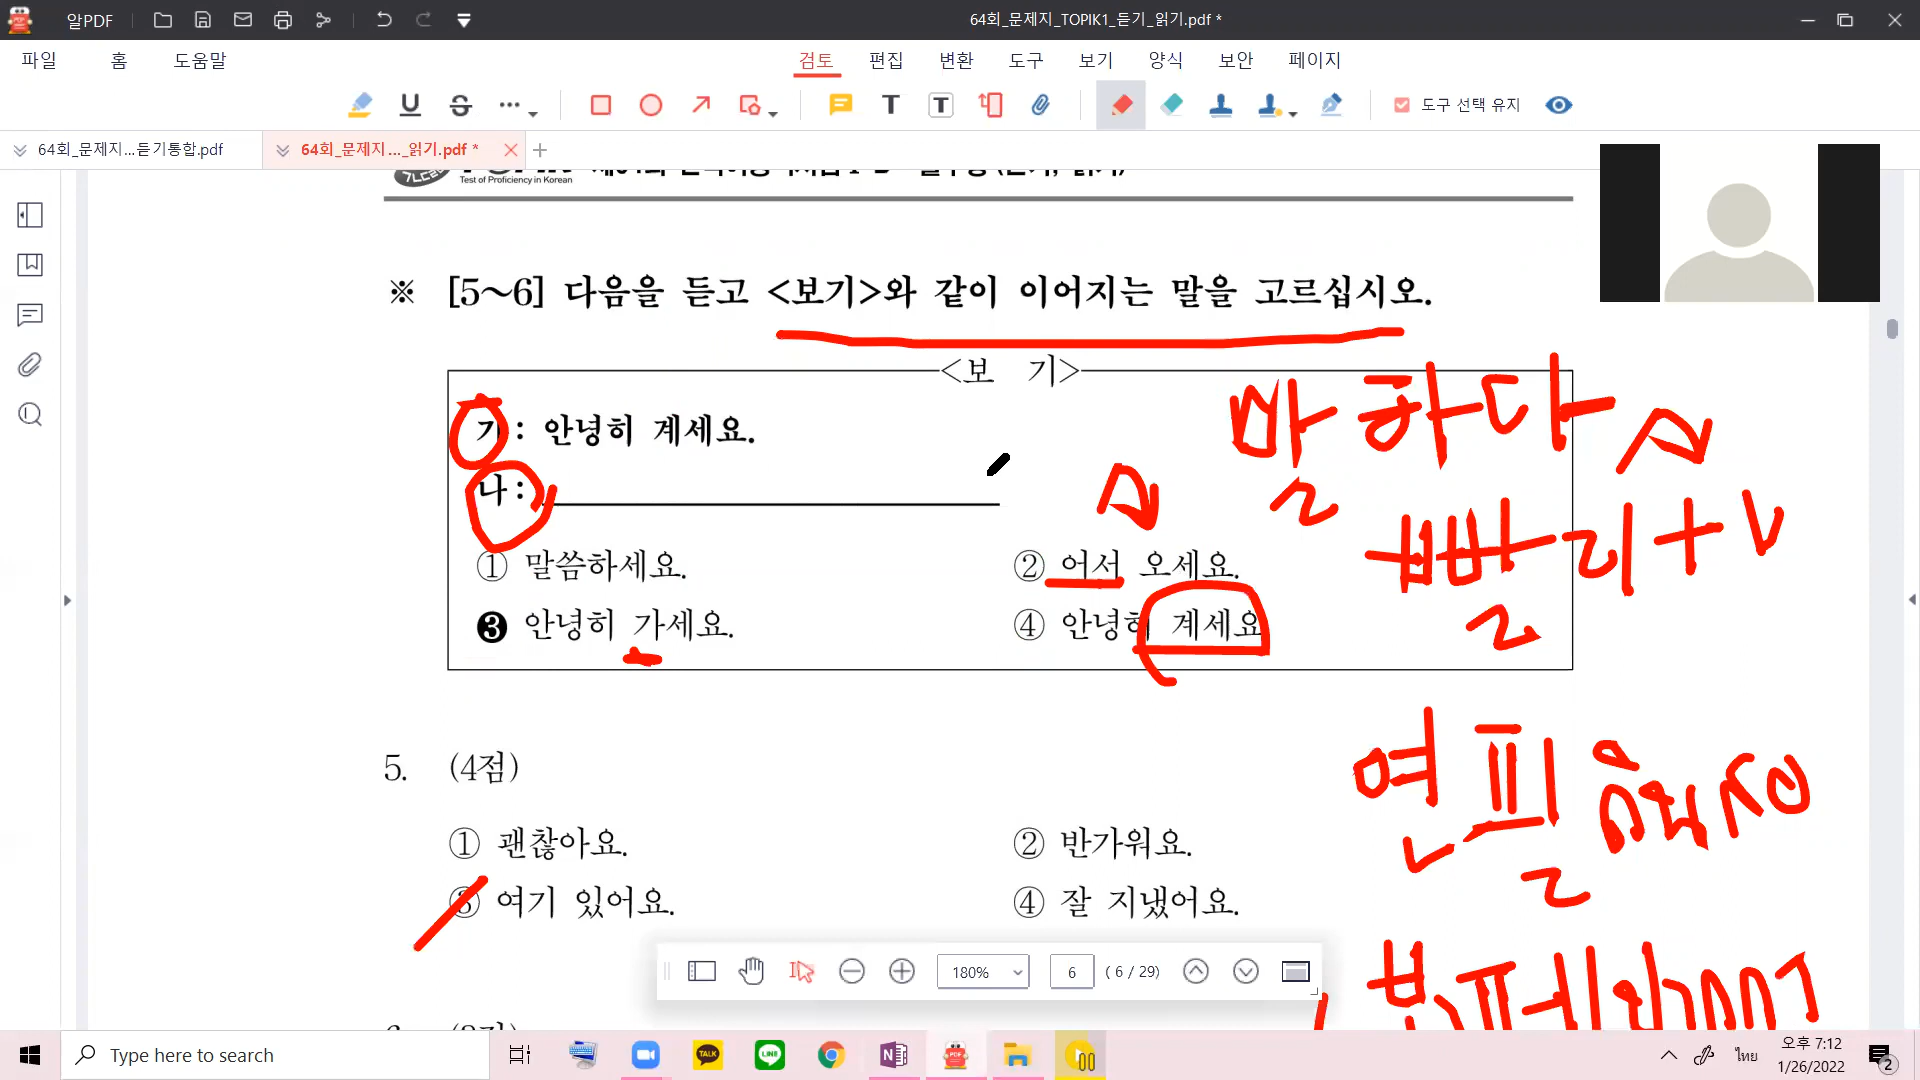 알PDF
64회_문제지_TOPIK1_듣기_읽기.pdf *
파일 홈 도움말 검토 편집 변환 도구 보기 양식 보안 페이지
도구 선택 유지
64회_문제지...듣기통합.pdf
64회_문제지..._읽기.pdf *
Test of Proficiency in Korean
※ [5~6] 다음을 듣고 <보기>와 같이 이어지는 말을 고르십시오.
<보 기>
가 : 안녕히 계세요.
나 :
① 말씀하세요.
② 어서 오세요.
❸ 안녕히 가세요.
④ 안녕히 계세요
말하다
빨리+V
연필
5. (4점)
① 괜찮아요.
② 반가워요.
③ 여기 있어요.
④ 잘 지냈어요.
180%
6
( 6 / 29)
Type here to search
TALK
LINE
PDF
ไทย
오후 7:12
1/26/2022
2